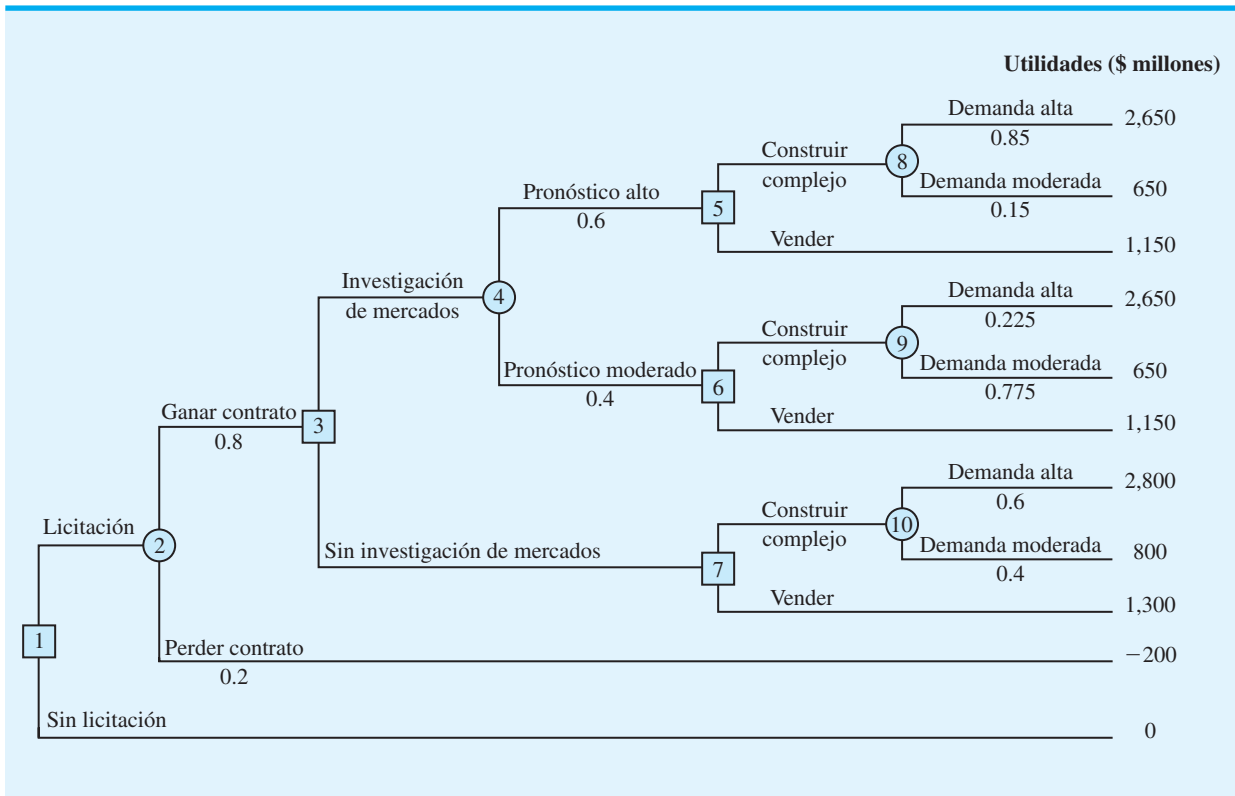 Utilidades ($ millones)
Demanda alta
2,650
0.85
Construir
complejo
8
Demanda moderada
650
0.15
Pronóstico alto
0.6
5
Vender
1,150
Investigación
de mercados
4
Demanda alta
2,650
0.225
Construir
complejo
9
Demanda moderada
650
0.775
Pronóstico moderado
0.4
6
Vender
1,150
Ganar contrato
0.8
3
Demanda alta
2,800
0.6
Construir
complejo
10
Demanda moderada
800
0.4
Licitación
2
Sin investigación de mercados
7
Vender
1,300
1
Perder contrato
0.2
−200
Sin licitación
0